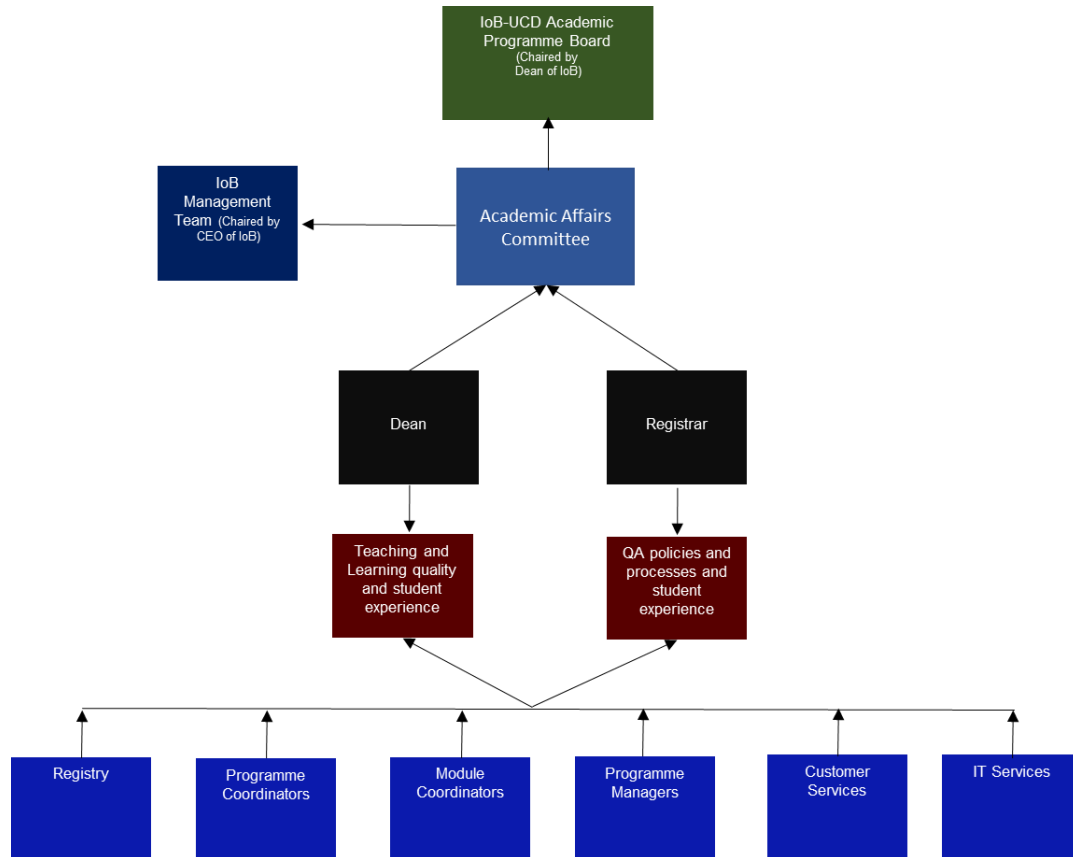 IoB-UCD Academic
Programme Board
(Chaired by
Dean of IoB)
IoB
Management
Team (Chaired by
CEO of IoB)
Academic Affairs
Committee
Dean
Registrar
Teaching and
Learning quality
and student
experience
QA policies and
processes and
student
experience
Registry
Programme
Coordinators
Module
Coordinators
Programme
Managers
Customer
Services
IT Services